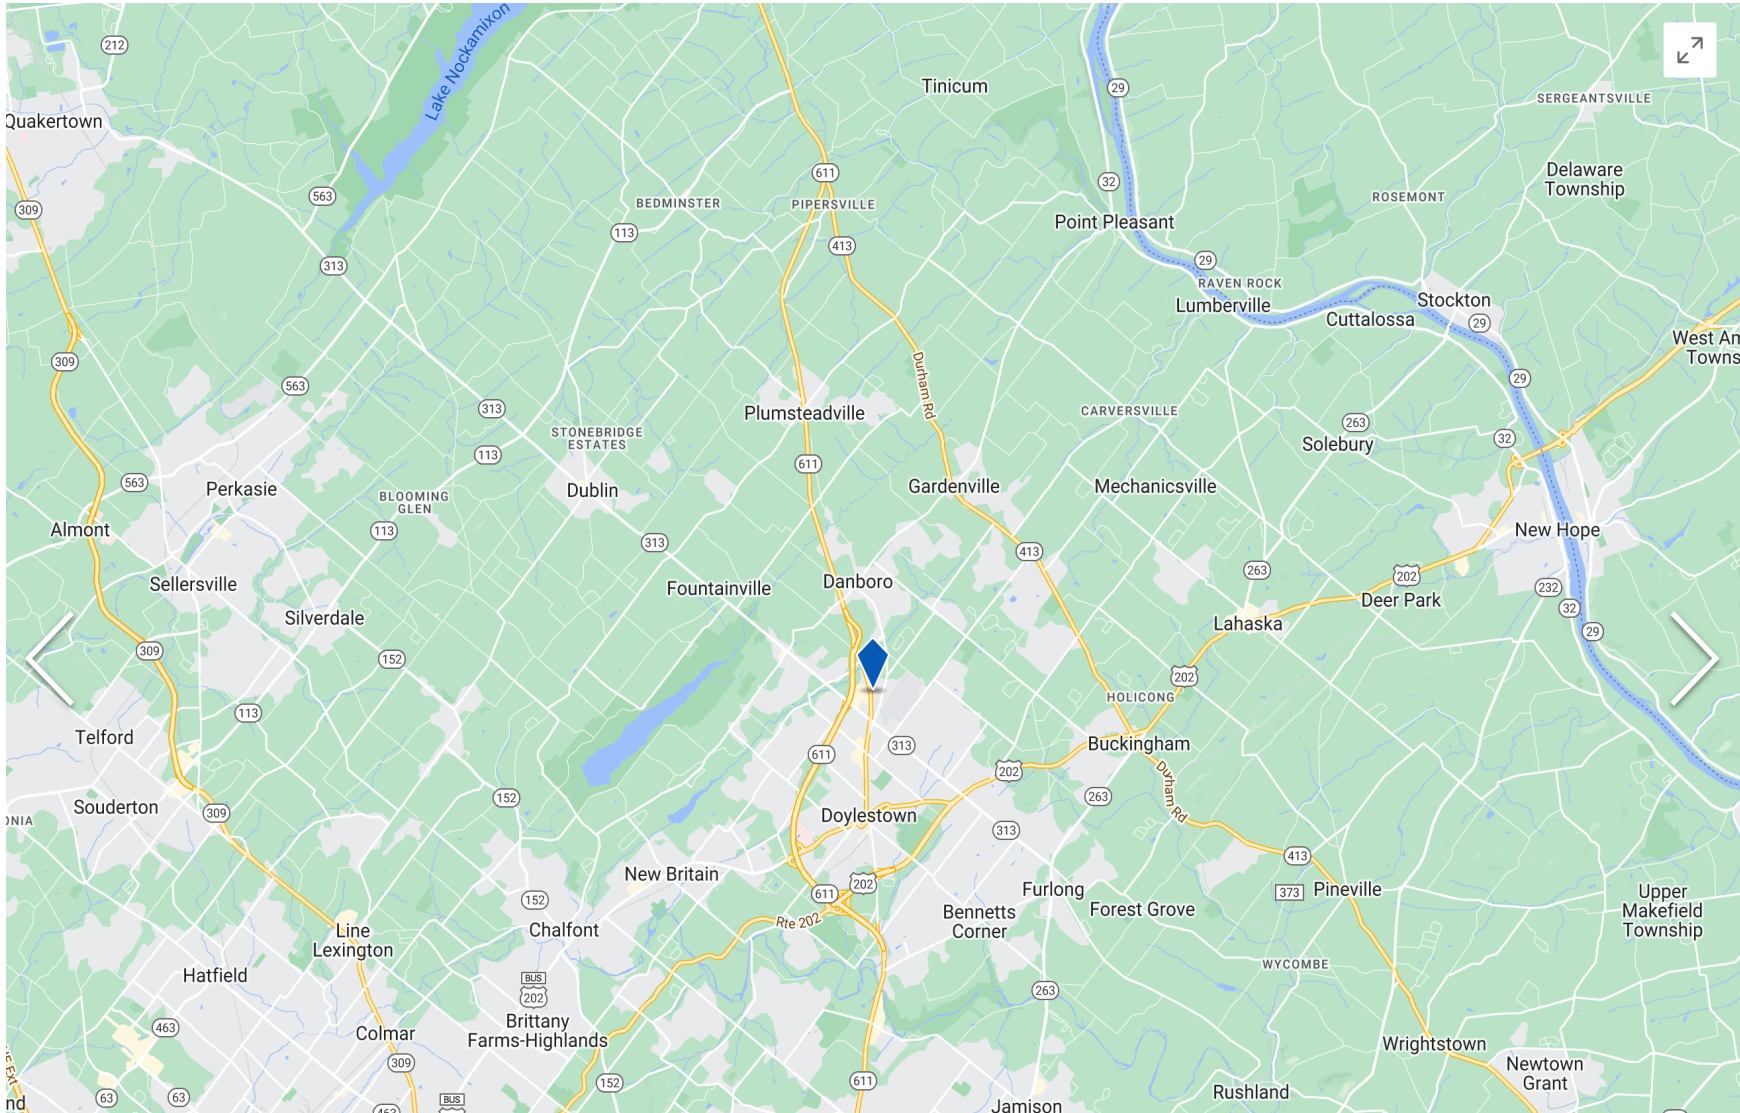 212
Lake Nockamixon
29
Tinicum
SERGEANTSVILLE
Quakertown
611
Delaware
Township
32
563
ROSEMONT
309
BEDMINSTER
PIPERSVILLE
Point Pleasant
113
413
29
313
RAVEN ROCK
Lumberville
Stockton
Cuttalossa
29
West Am
Towns
309
Durham Rd
29
563
313
Plumsteadville
CARVERSVILLE
263
STONEBRIDGE
ESTATES
32
Solebury
113
611
563
Perkasie
Dublin
Gardenville
Mechanicsville
BLOOMING
GLEN
Almont
113
313
413
New Hope
Sellersville
Fountainville
Danboro
263
202
232
Deer Park
32
Silverdale
Lahaska
29
309
152
202
HOLICONG
113
Telford
313
Buckingham
611
202
Durham Rd
152
263
Souderton
309
ONIA
Doylestown
313
413
New Britain
202
611
Furlong
373
Pineville
152
Forest Grove
Upper
Makefield
Township
Bennetts
Corner
Rte 202
Chalfont
Line
Lexington
WYCOMBE
Hatfield
BUS
202
263
463
Brittany
Farms-Highlands
Colmar
Wrightstown
309
Newtown
Grant
152
611
Rushland
63
63
BUS
nd
Jamison
463